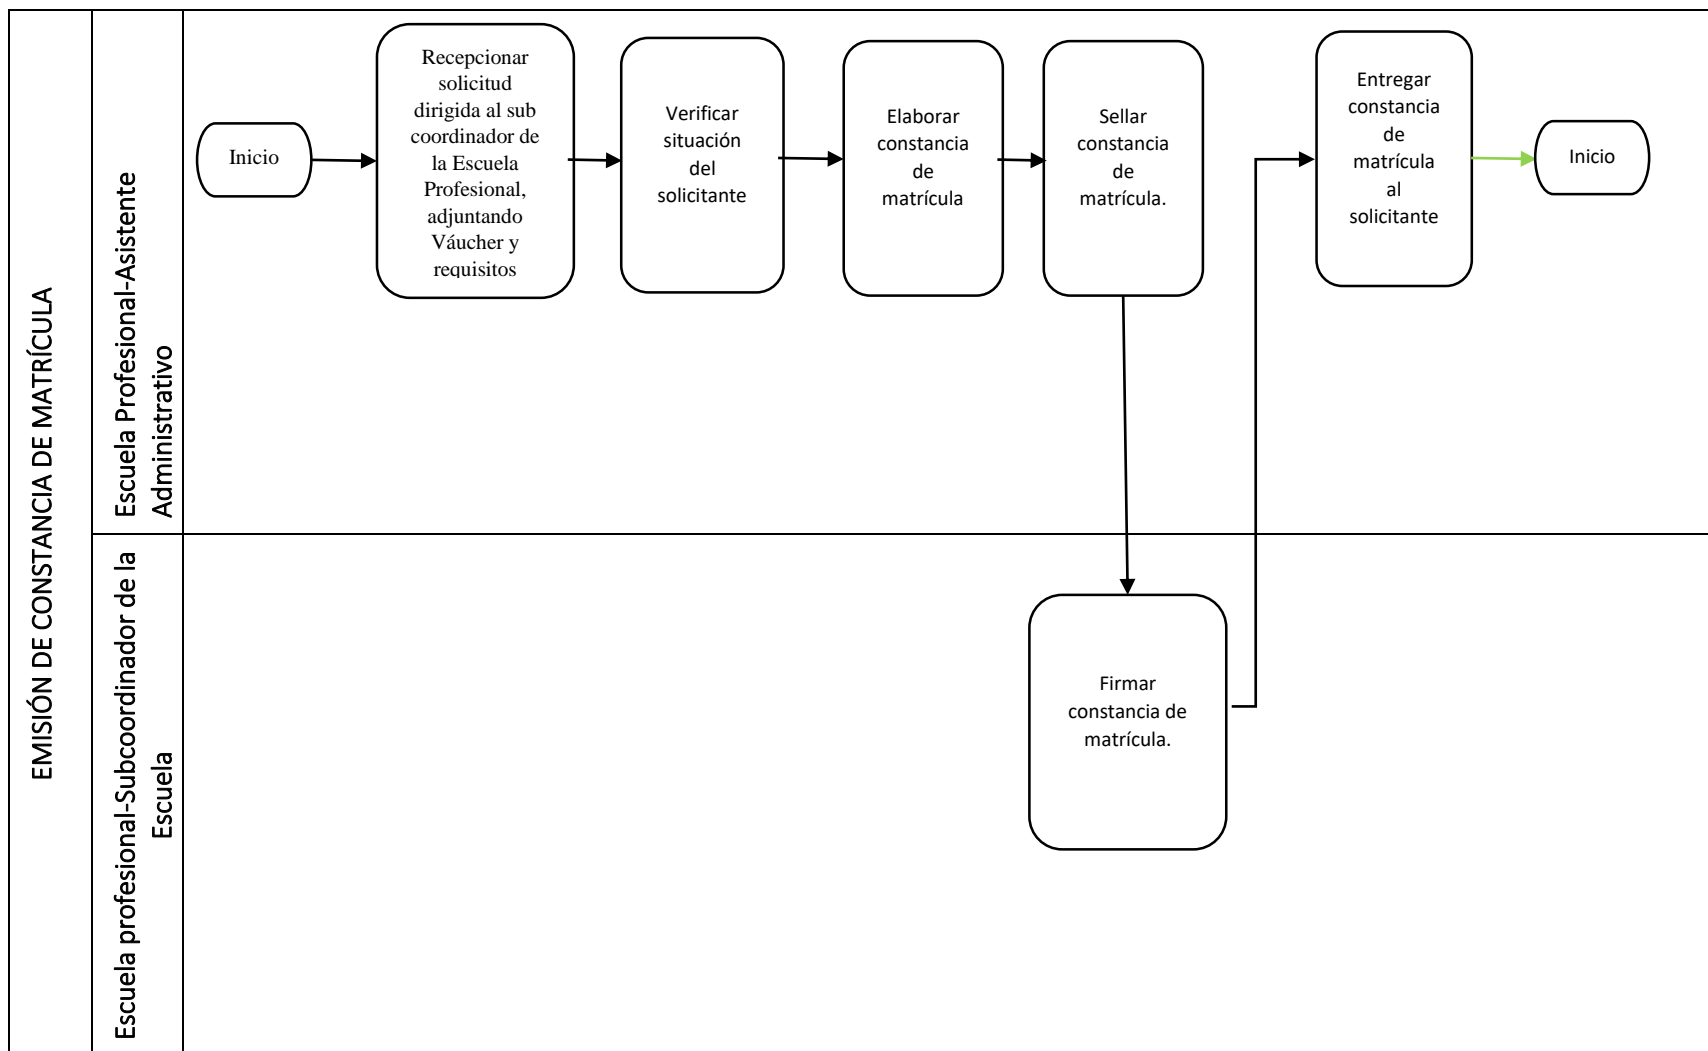 EMISIÓN DE CONSTANCIA DE MATRÍCULA
Escuela Profesional-Asistente
Administrativo
Inicio
Recepcionar
solicitud
dirigida al sub
coordinador de
la Escuela
Profesional,
adjuntando
Váucher y
requisitos
Verificar
situación
del
solicitante
Elaborar
constancia
de
matrícula
Sellar
constancia
de
matrícula.
Entregar
constancia
de
matrícula
al
solicitante
Inicio
Escuela profesional-Subcoordinador de la
Escuela
Firmar
constancia de
matrícula.